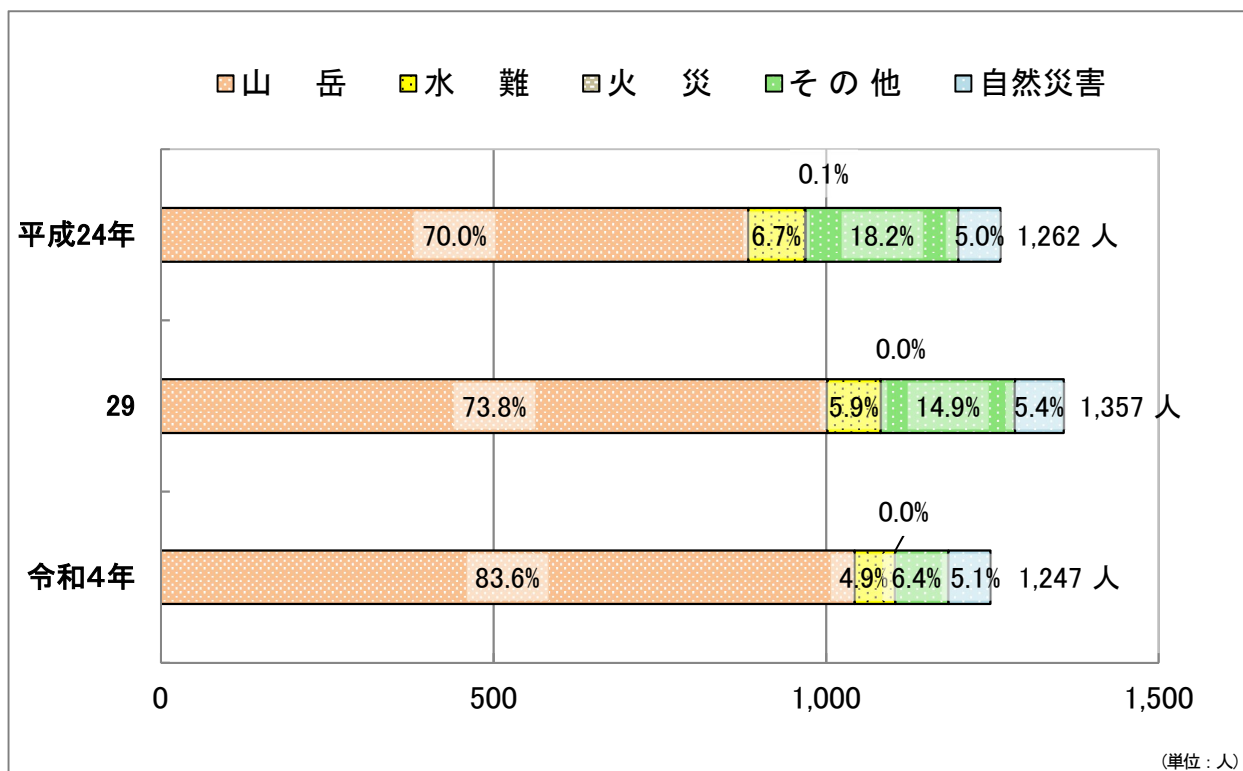 山 岳 水 難 火 災 その他 自然災害
0.1%
平成24年 70.0% 6.7% 18.2% 5.0% 1,262 人
0.0%
29 73.8% 5.9% 14.9% 5.4% 1,357 人
0.0%
令和4年 83.6% 4.9% 6.4% 5.1% 1,247 人
0 500 1,000 1,500
(単位:人)